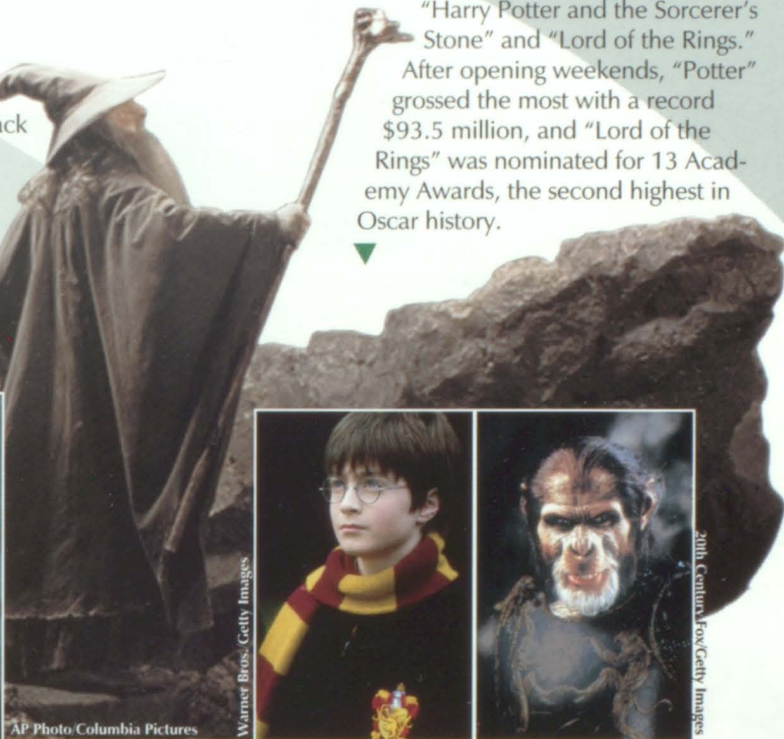 "Harry Potter and the Sorcerer's
Stone" and "Lord of the Rings."
After opening weekends, "Potter"
grossed the most with a record
$93.5 million, and "Lord of the
Rings" was nominated for 13 Acad-
emy Awards, the second highest in
Oscar history.
ack
Warner Bros./Getty Images
20th Century Fox/Getty Images
AP Photo/Columbia Pictures